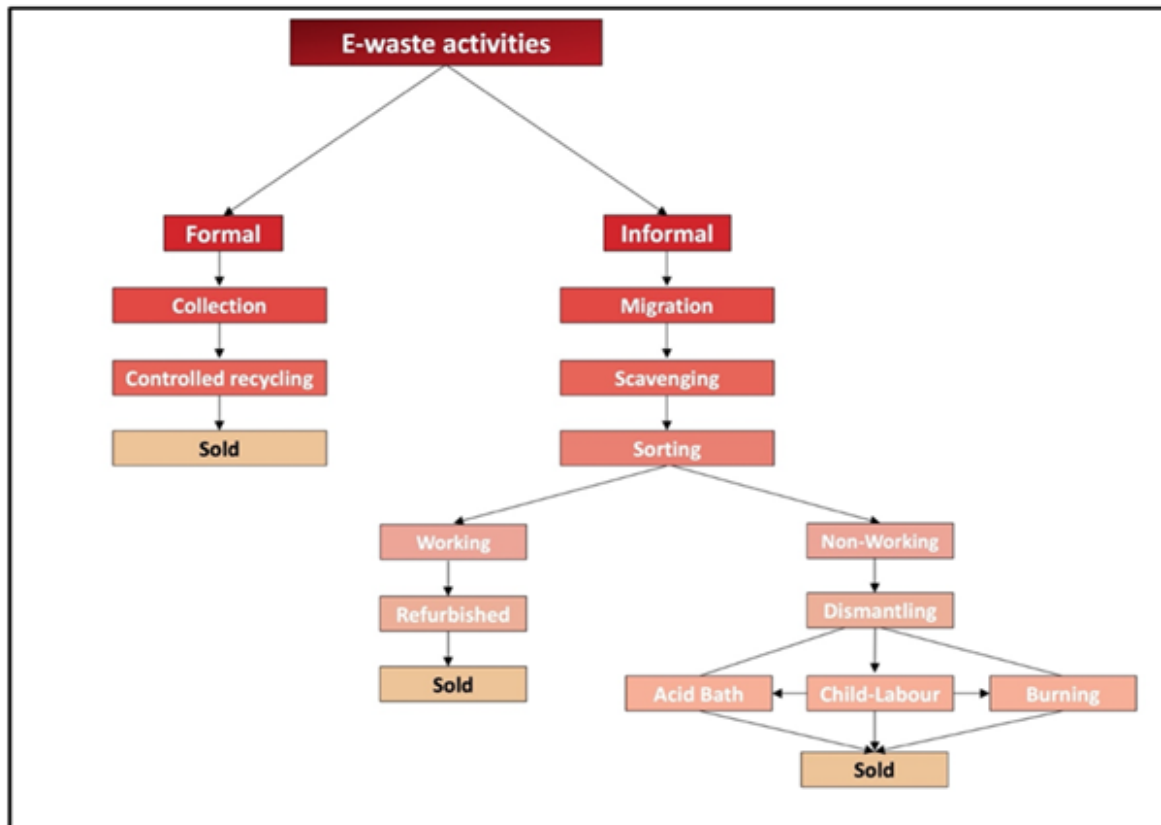 E-waste activities
Formal
Informal
Collection
Migration
Controlled recycling
Scavenging
Sold
Sorting
Working
Non-Working
Refurbished
Dismantling
Sold
Acid Bath
Child-Labour
Burning
Sold